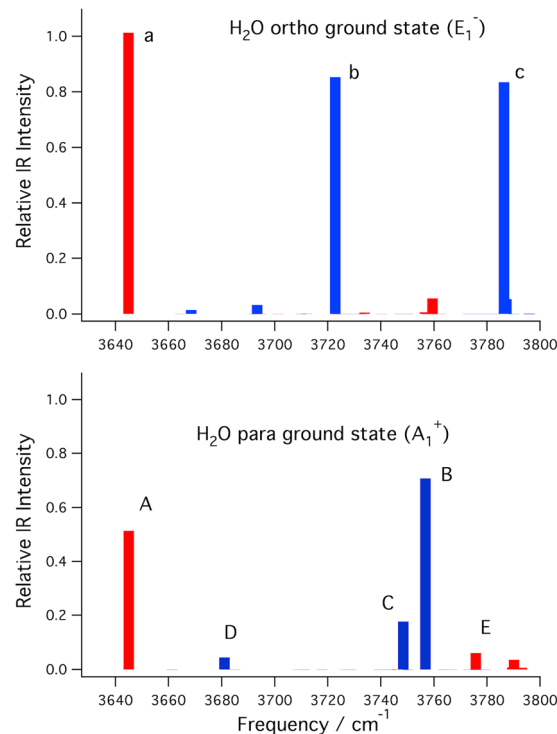 H₂O ortho ground state (E₁⁻)
a
b
c
Relative IR Intensity
1.0
0.8
0.6
0.4
0.2
0.0
3640 3660 3680 3700 3720 3740 3760 3780 3800
H₂O para ground state (A₁⁺)
A
B
C
D
E
Relative IR Intensity
1.0
0.8
0.6
0.4
0.2
0.0
3640 3660 3680 3700 3720 3740 3760 3780 3800
Frequency / cm⁻¹